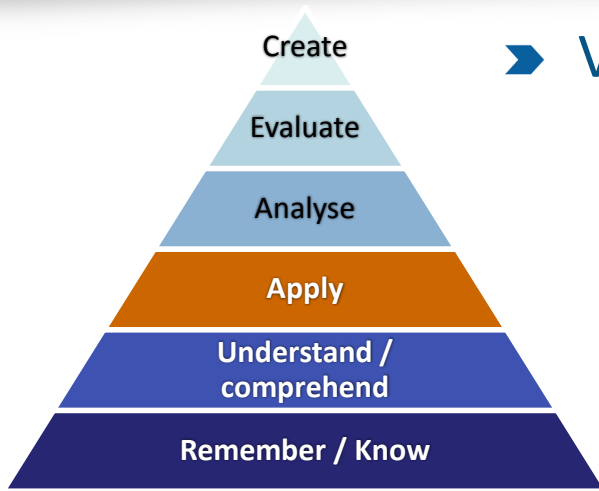 Create
Evaluate
Analyse
Apply
Understand /
comprehend
Remember / Know